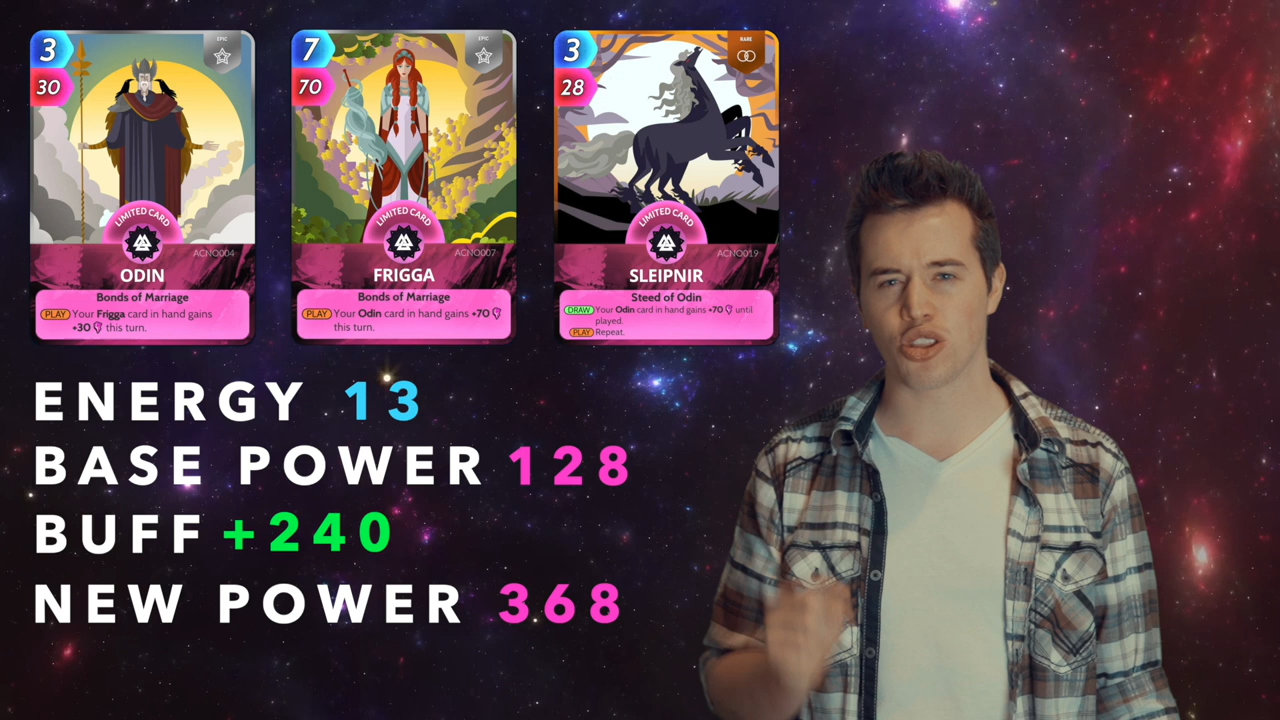 3
30
EPIC
LIMITED CARD
ACNO004
ODIN
Bonds of Marriage
PLAY Your Frigga card in hand gains
+30 this turn.
7
70
EPIC
LIMITED CARD
ACNO007
FRIGGA
Bonds of Marriage
PLAY Your Odin card in hand gains +70
this turn.
3
28
RARE
LIMITED CARD
ACNO019
SLEIPNIR
Steed of Odin
DRAW Your Odin card in hand gains +70 until
played.
PLAY Repeat.
ENERGY 13
BASE POWER 128
BUFF +240
NEW POWER 368